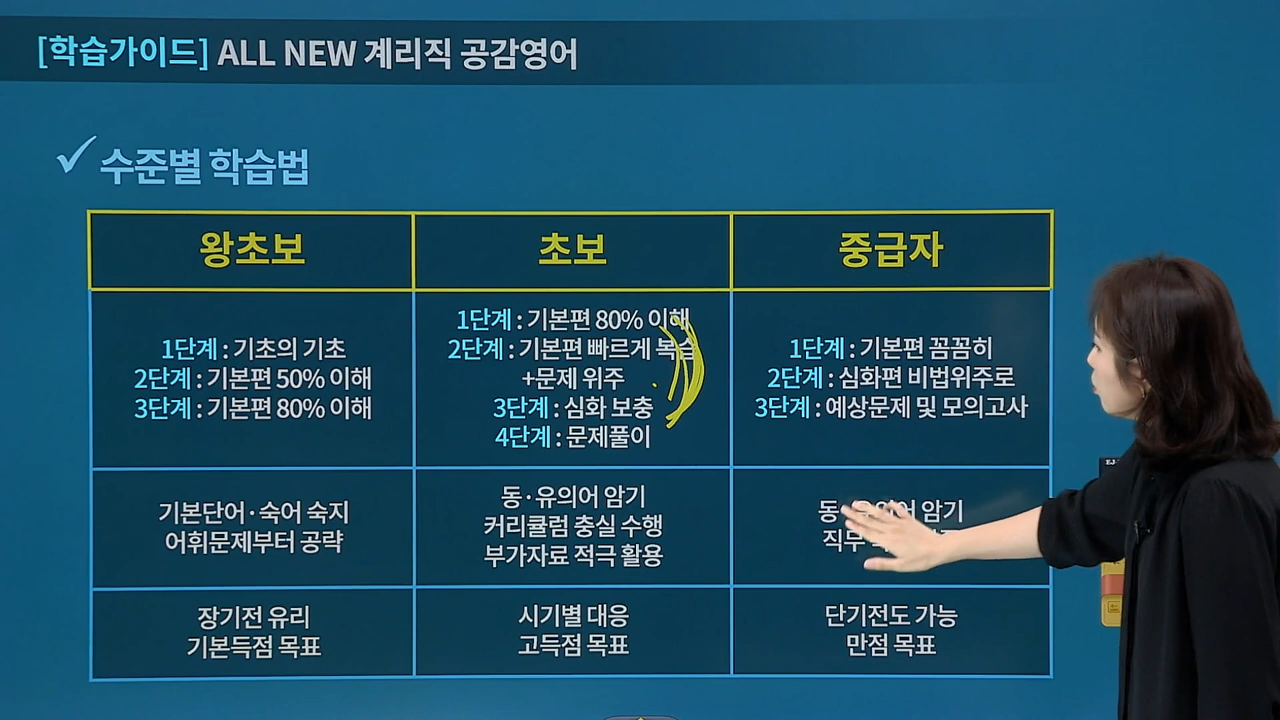 [학습가이드] ALL NEW 계리직 공감영어
수준별 학습법
왕초보
초보
중급자
1단계 : 기초의 기초
2단계 : 기본편 50% 이해
3단계 : 기본편 80% 이해
1단계 : 기본편 80% 이해
2단계 : 기본편 빠르게 복습
+문제 위주
3단계 : 심화 보충
4단계 : 문제풀이
1단계 : 기본편 꼼꼼히
2단계 : 심화편 비법위주로
3단계 : 예상문제 및 모의고사
기본단어·숙어 숙지
어휘문제부터 공략
동·유의어 암기
커리큘럼 충실 수행
부가자료 적극 활용
동·유의어 암기
직무
장기전 유리
기본득점 목표
시기별 대응
고득점 목표
단기전도 가능
만점 목표